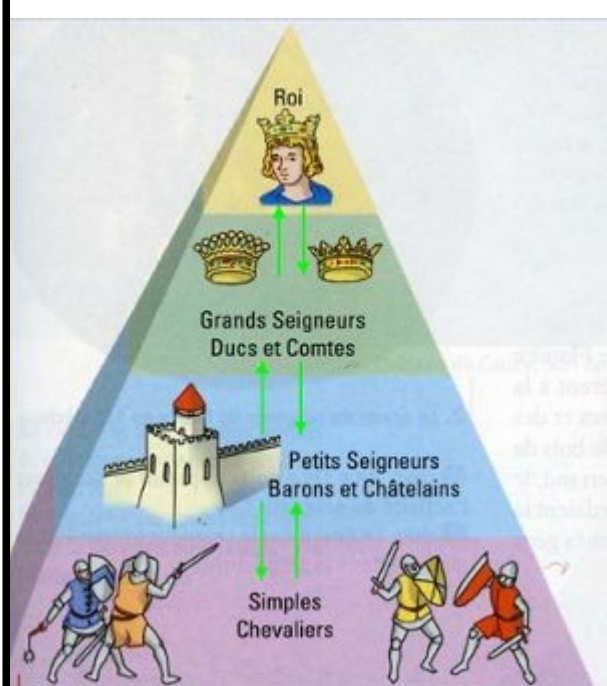 Roi
Grands Seigneurs
Ducs et Comtes
Petits Seigneurs
Barons et Châtelains
Simples
Chevaliers